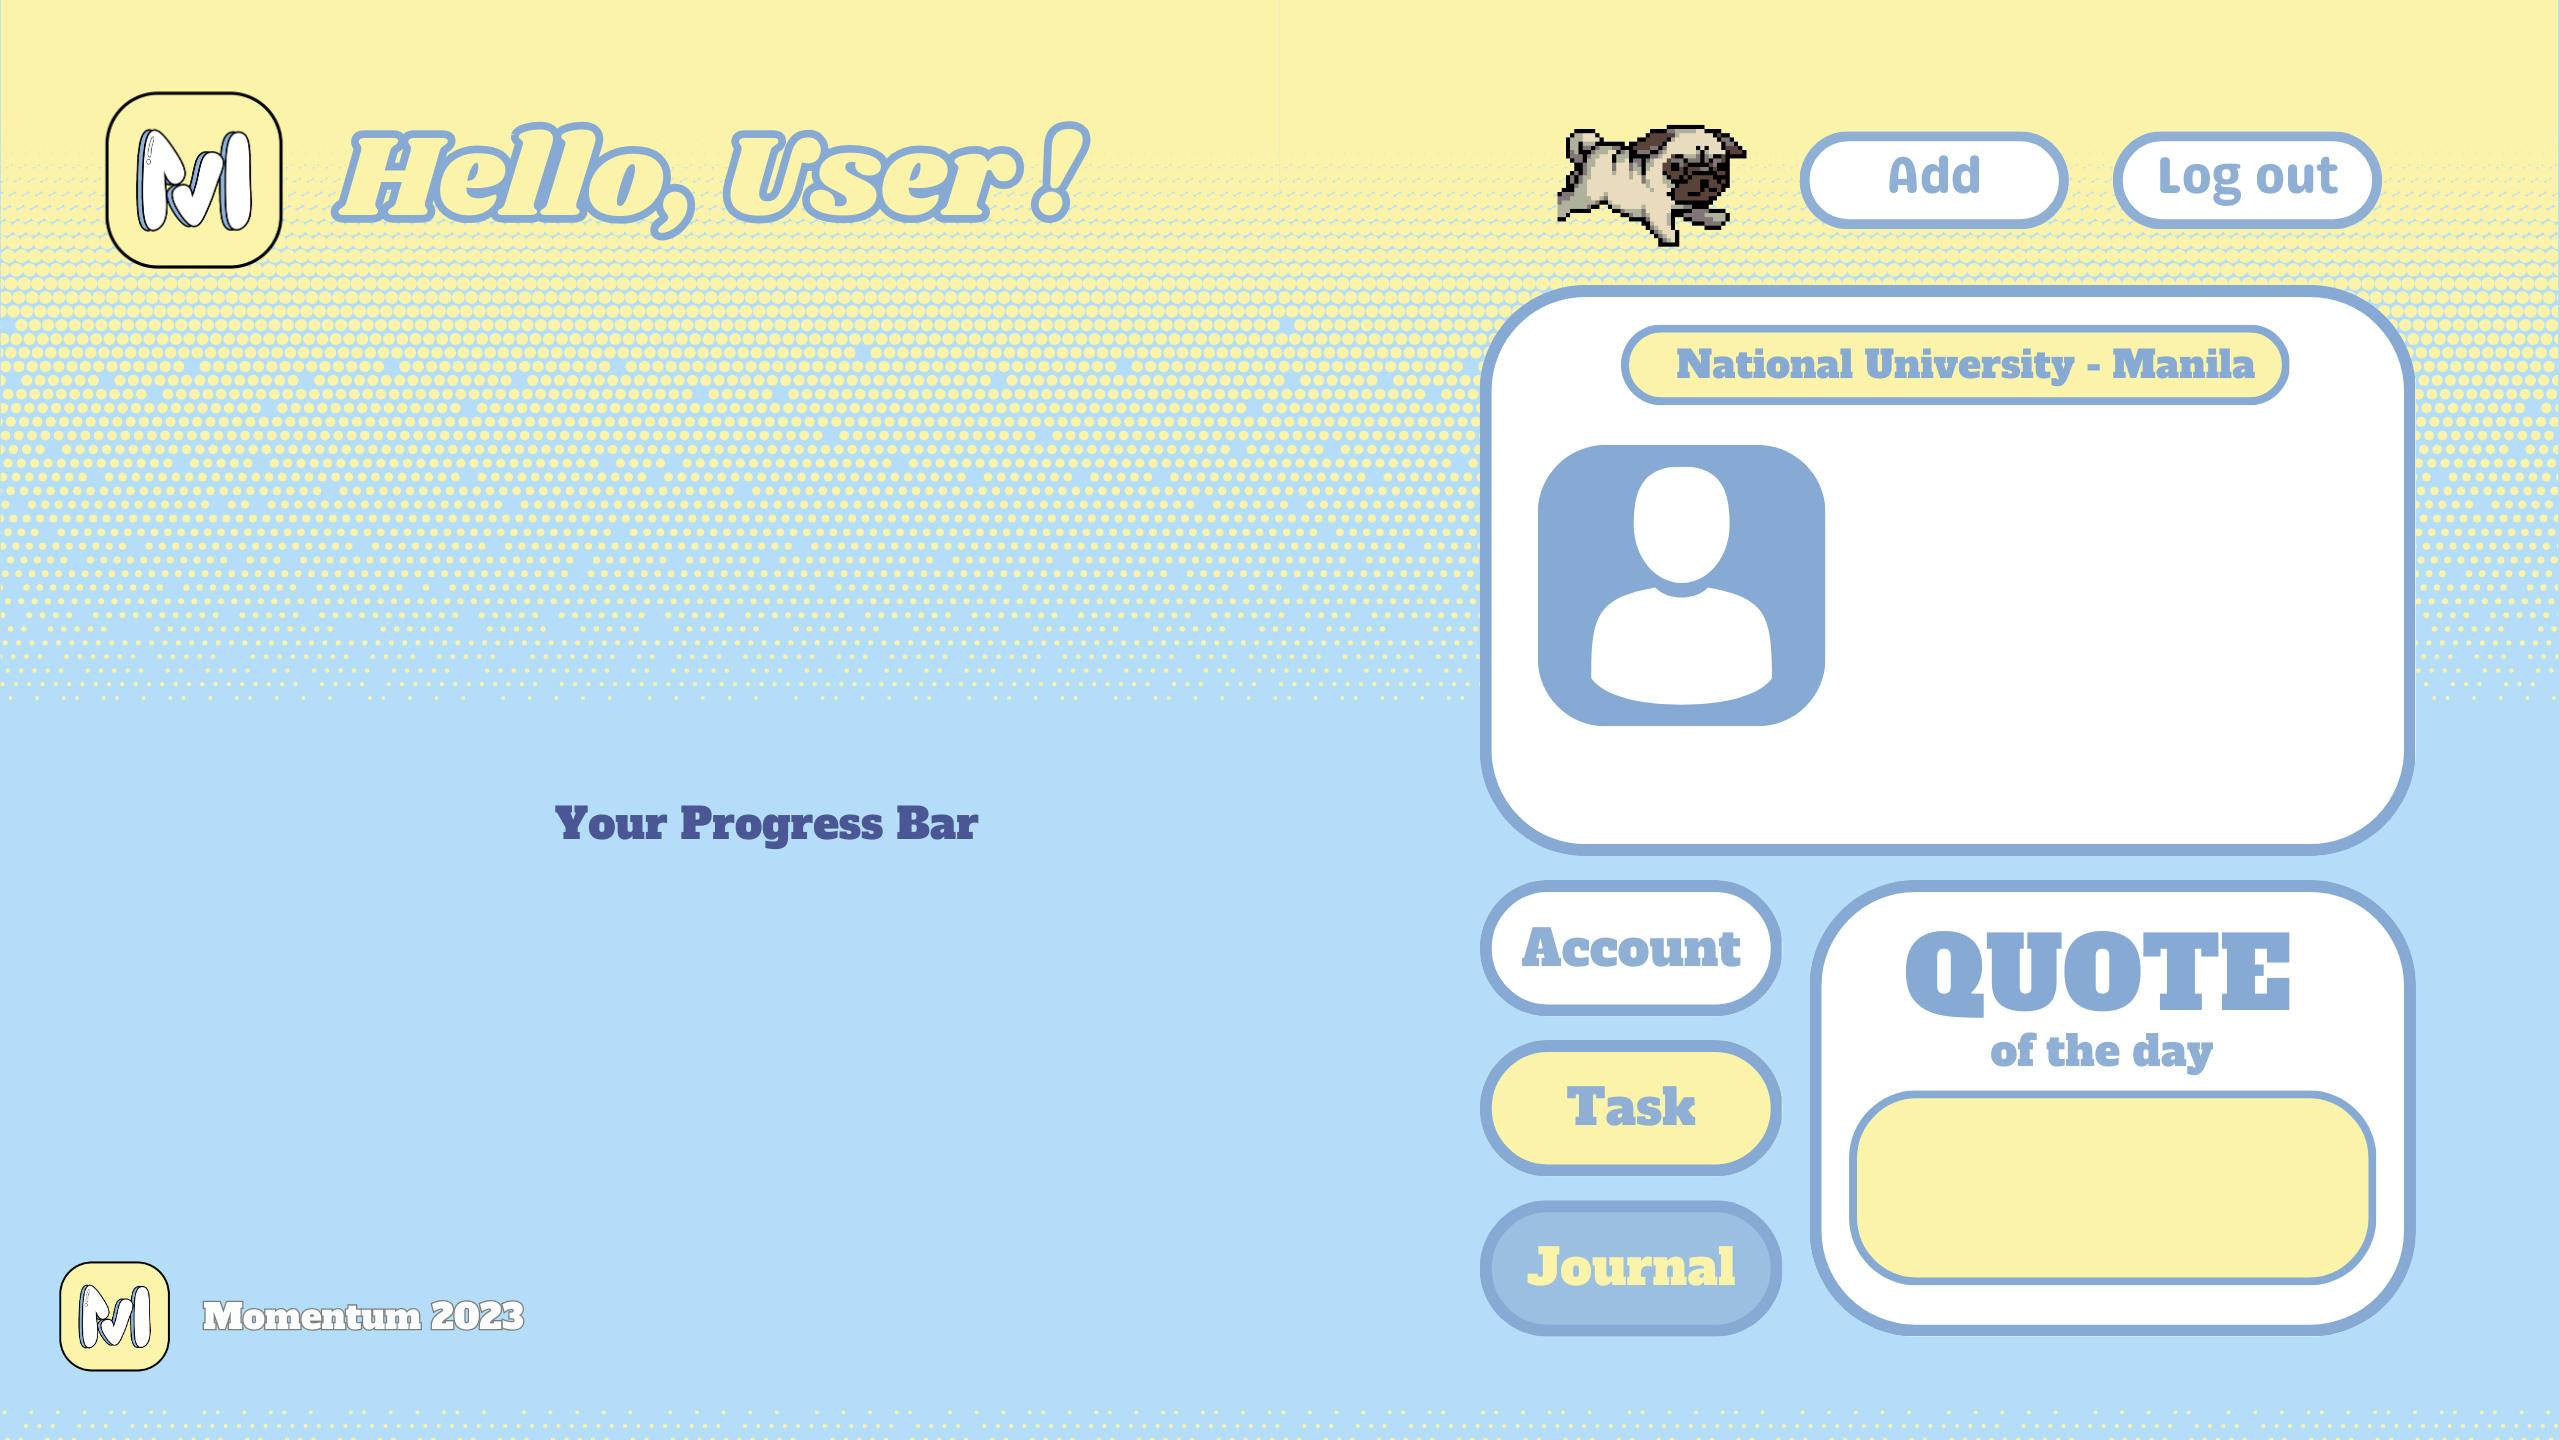 M
Hello, User !
Add
Log out
National University - Manila
Your Progress Bar
Account
Task
Journal
QUOTE
of the day
M
Momentum 2023